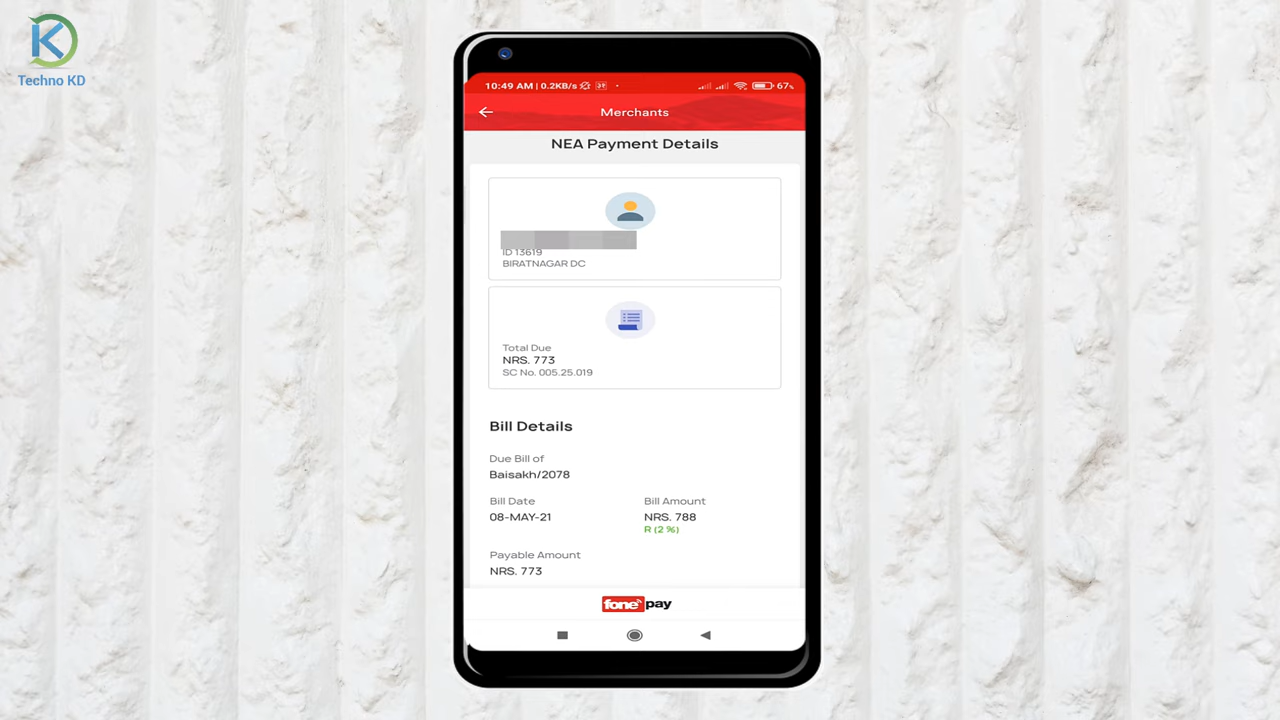 Techno KD
10:49 AM | 0.2KB/s
67%
Merchants
NEA Payment Details
ID 13619
BIRATNAGAR DC
Total Due
NRS. 773
SC No. 005.25.019
Bill Details
Due Bill of
Baisakh/2078
Bill Date
Bill Amount
08-MAY-21
NRS. 788
R (2 %)
Payable Amount
NRS. 773
fonepay